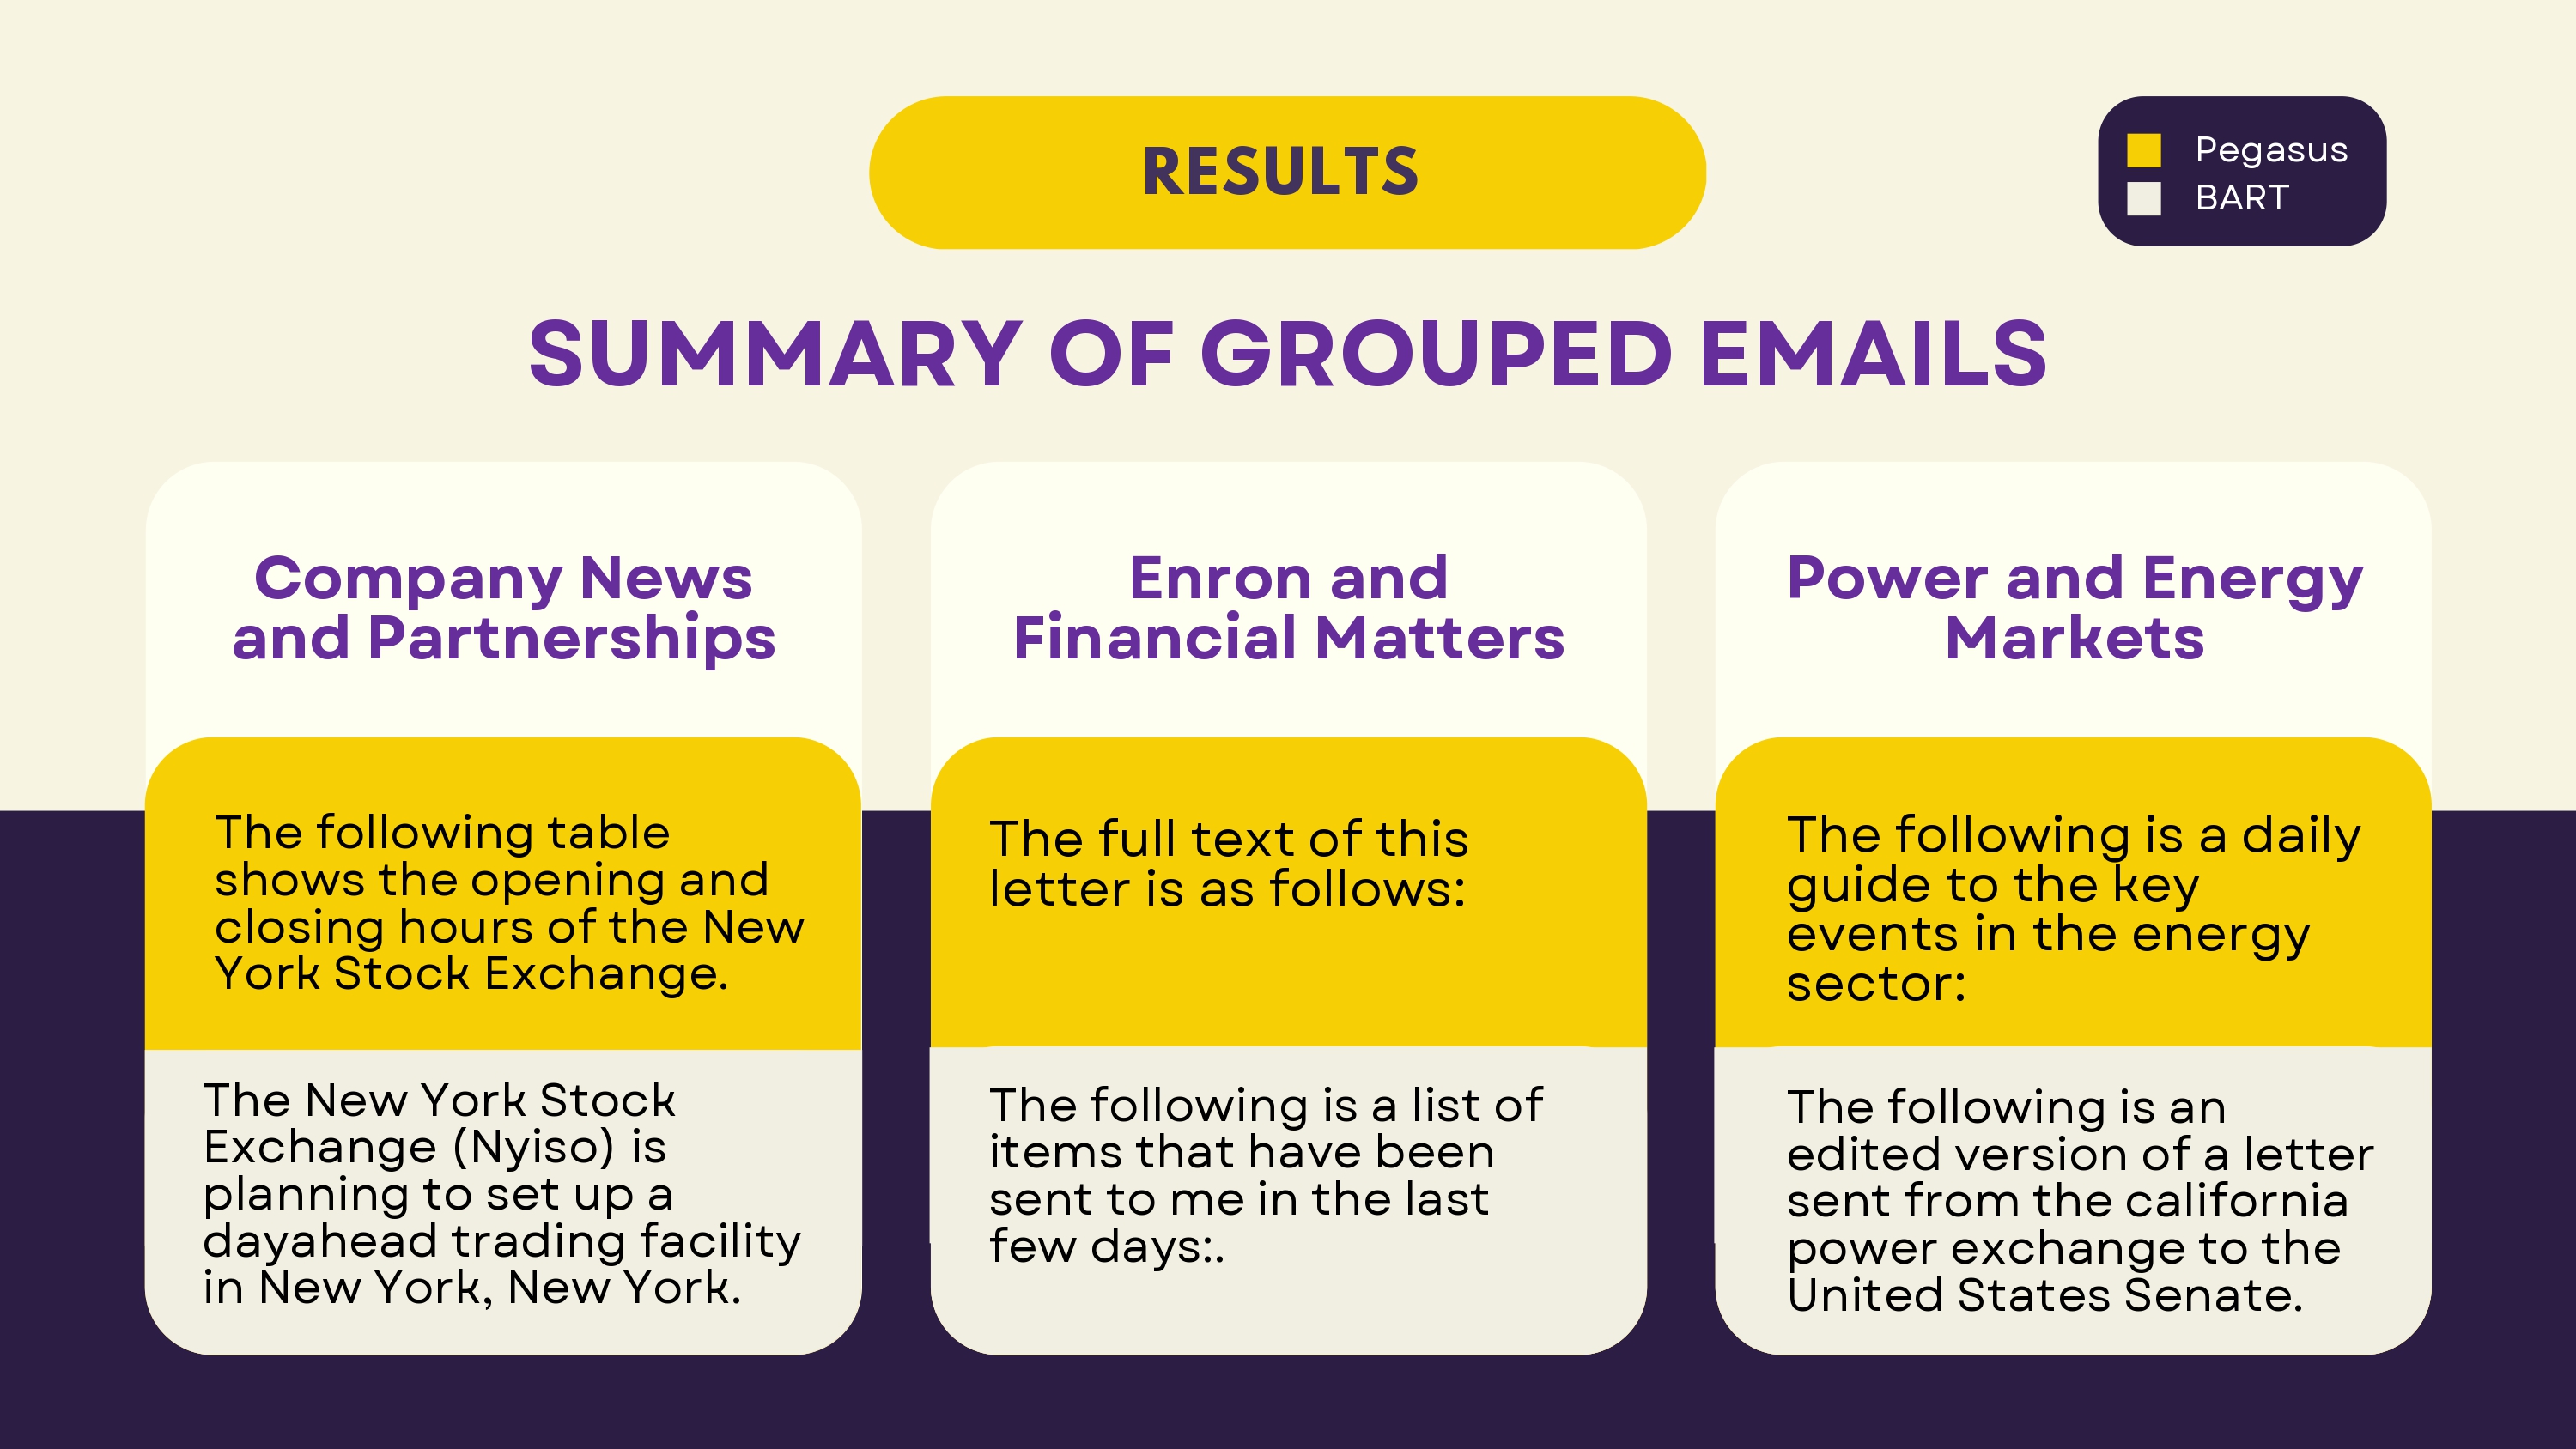 RESULTS
Pegasus
BART
SUMMARY OF GROUPED EMAILS
Company News
and Partnerships
The following table
shows the opening and
closing hours of the New
York Stock Exchange.
The New York Stock
Exchange (Nyiso) is
planning to set up a
dayahead trading facility
in New York, New York.
Enron and
Financial Matters
The full text of this
letter is as follows:
The following is a list of
items that have been
sent to me in the last
few days:.
Power and Energy
Markets
The following is a daily
guide to the key
events in the energy
sector:
The following is an
edited version of a letter
sent from the california
power exchange to the
United States Senate.